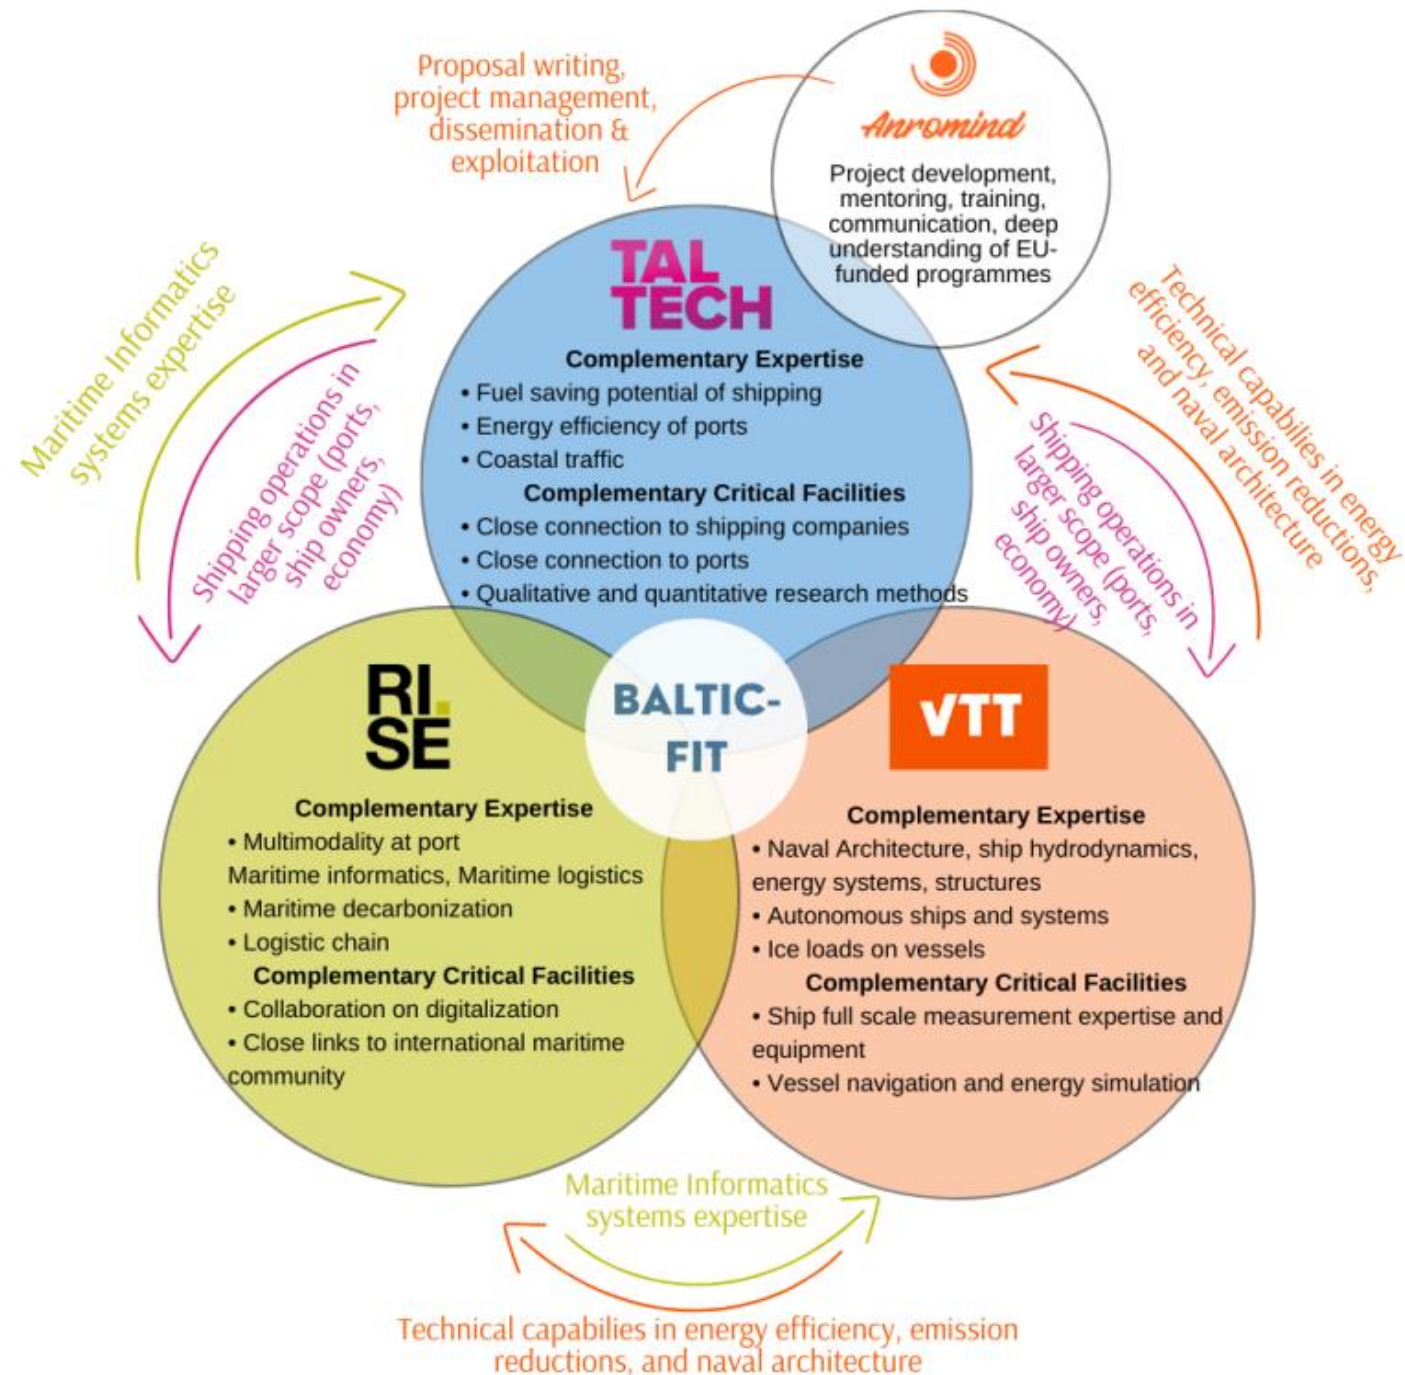 Proposal writing,
project management,
dissemination &
exploitation
Anromind
Project development,
mentoring, training,
communication, deep
understanding of EU-
funded programmes
TAL
TECH
Complementary Expertise
• Fuel saving potential of shipping
• Energy efficiency of ports
• Coastal traffic
Complementary Critical Facilities
• Close connection to shipping companies
• Close connection to ports
• Qualitative and quantitative research methods
Maritime Informatics
systems expertise
Shipping operations in
larger scope (ports,
ship owners,
economy)
Technical capabilies in energy
efficiency, emission reductions,
and naval architecture
Shipping operations in
larger scope (ports,
ship owners,
economy)
BALTIC-
FIT
RI.
SE
Complementary Expertise
• Multimodality at port
Maritime informatics, Maritime logistics
• Maritime decarbonization
• Logistic chain
Complementary Critical Facilities
• Collaboration on digitalization
• Close links to international maritime
community
VTT
Complementary Expertise
• Naval Architecture, ship hydrodynamics,
energy systems, structures
• Autonomous ships and systems
• Ice loads on vessels
Complementary Critical Facilities
• Ship full scale measurement expertise and
equipment
• Vessel navigation and energy simulation
Maritime Informatics
systems expertise
Technical capabilies in energy efficiency, emission
reductions, and naval architecture